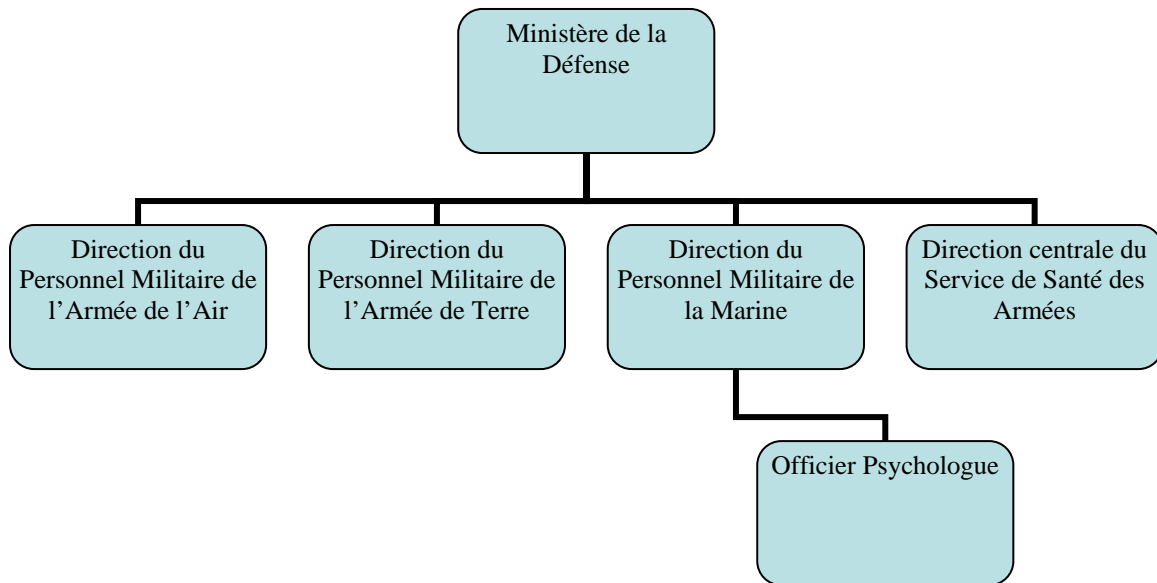 Ministère de la
Défense
Direction du
Personnel Militaire de
l’Armée de l’Air
Direction du
Personnel Militaire de
l’Armée de Terre
Direction du
Personnel Militaire de
la Marine
Direction centrale du
Service de Santé des
Armées
Officier Psychologue